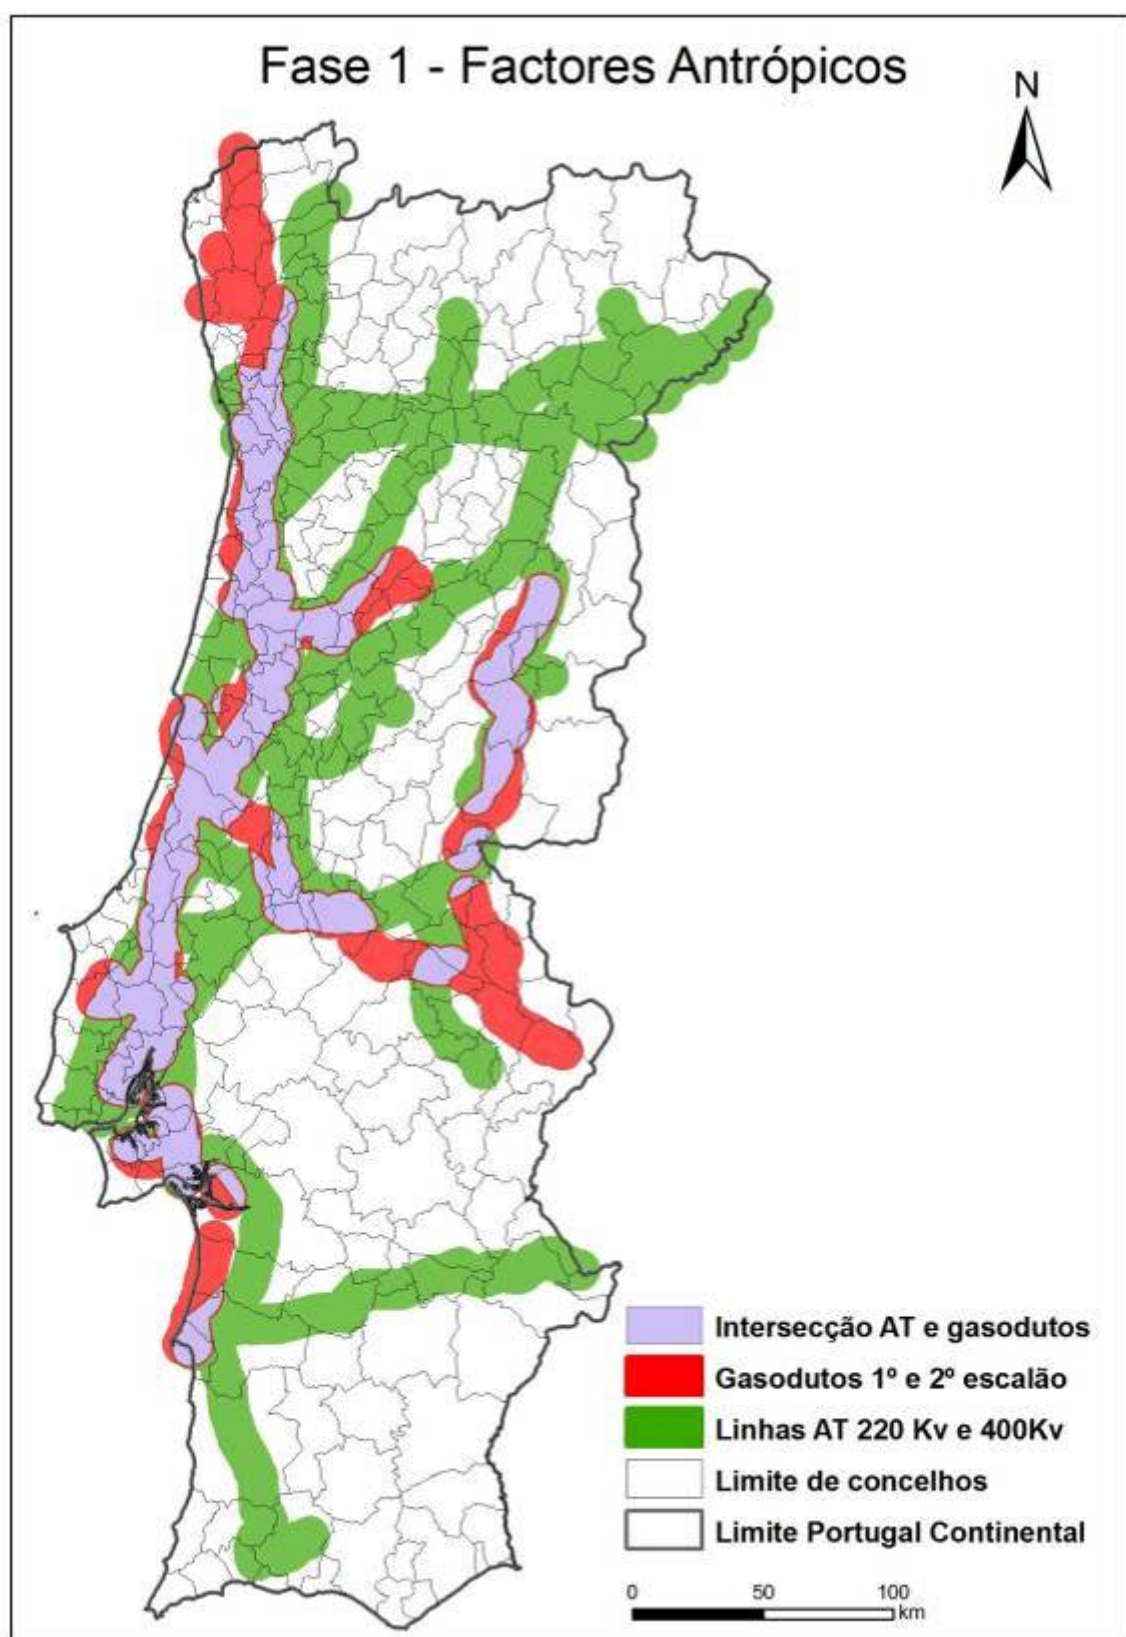 Fase 1 - Factores Antrópicos
N
Intersecção AT e gasodutos
Gasodutos 1º e 2º escalão
Linhas AT 220 Kv e 400Kv
Limite de concelhos
Limite Portugal Continental
0 50 100
km